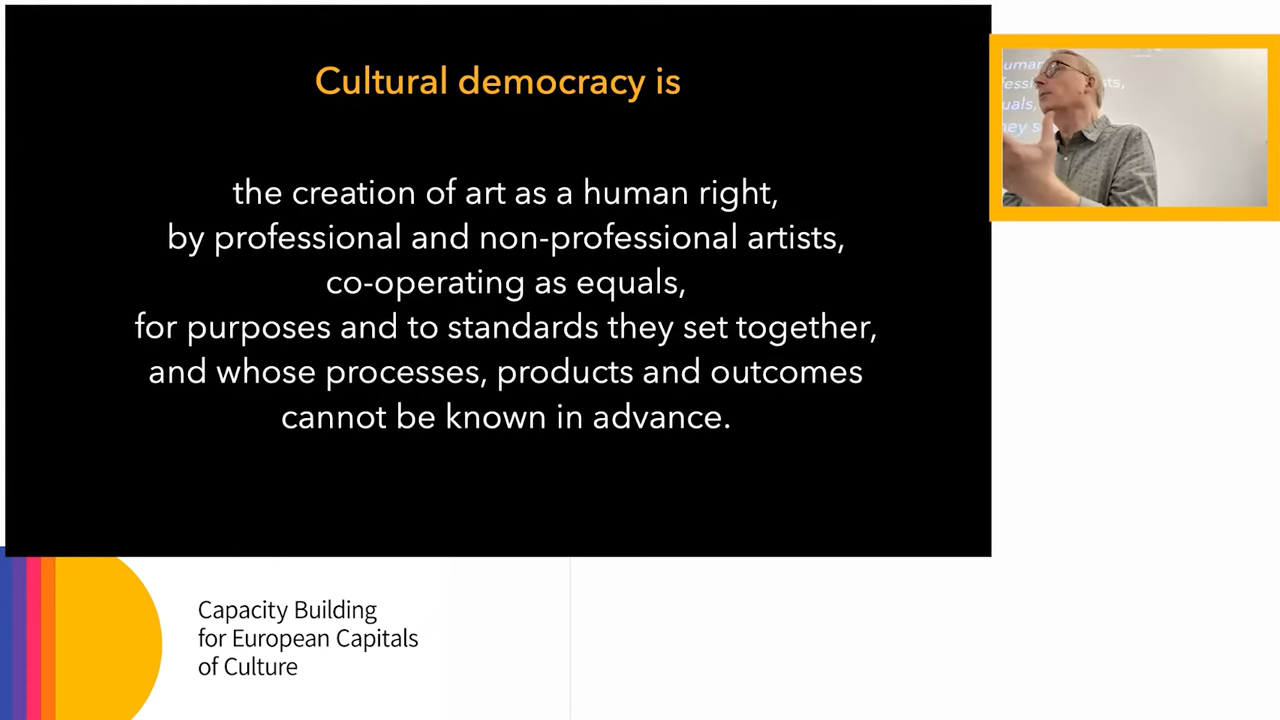 Cultural democracy is
the creation of art as a human right,
by professional and non-professional artists,
co-operating as equals,
for purposes and to standards they set together,
and whose processes, products and outcomes
cannot be known in advance.
Capacity Building
for European Capitals
of Culture